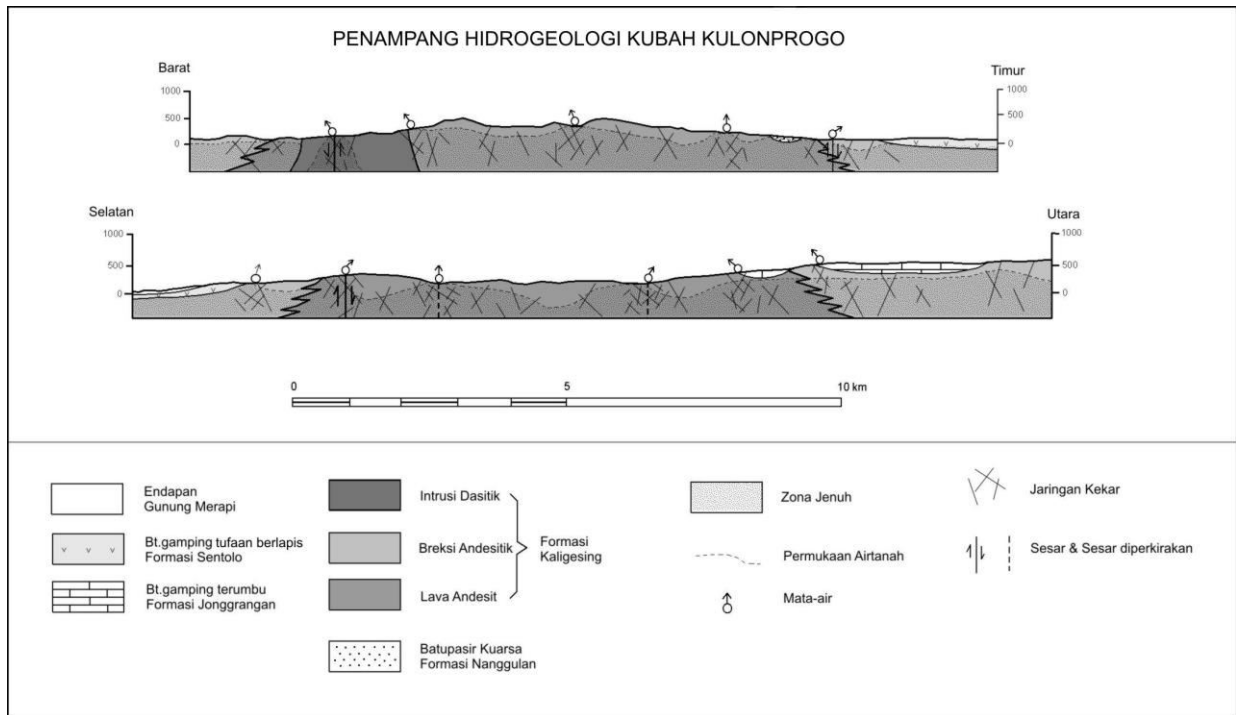 PENAMPANG HIDROGEOLOGI KUBAH KULONPROGO
Barat
Timur
1000
500
0
1000
500
0
Selatan
Utara
1000
500
0
1000
500
0
0
5
10 km
Endapan
Gunung Merapi
Bt.gamping tufaan berlapis
Formasi Sentolo
Bt.gamping terumbu
Formasi Jonggrangan
Intrusi Dasitik
Breksi Andesitik
Lava Andesit
Formasi
Kaligesing
Batupasir Kuarsa
Formasi Nanggulan
Zona Jenuh
Permukaan Airtanah
Mata-air
Jaringan Kekar
Sesar & Sesar diperkirakan